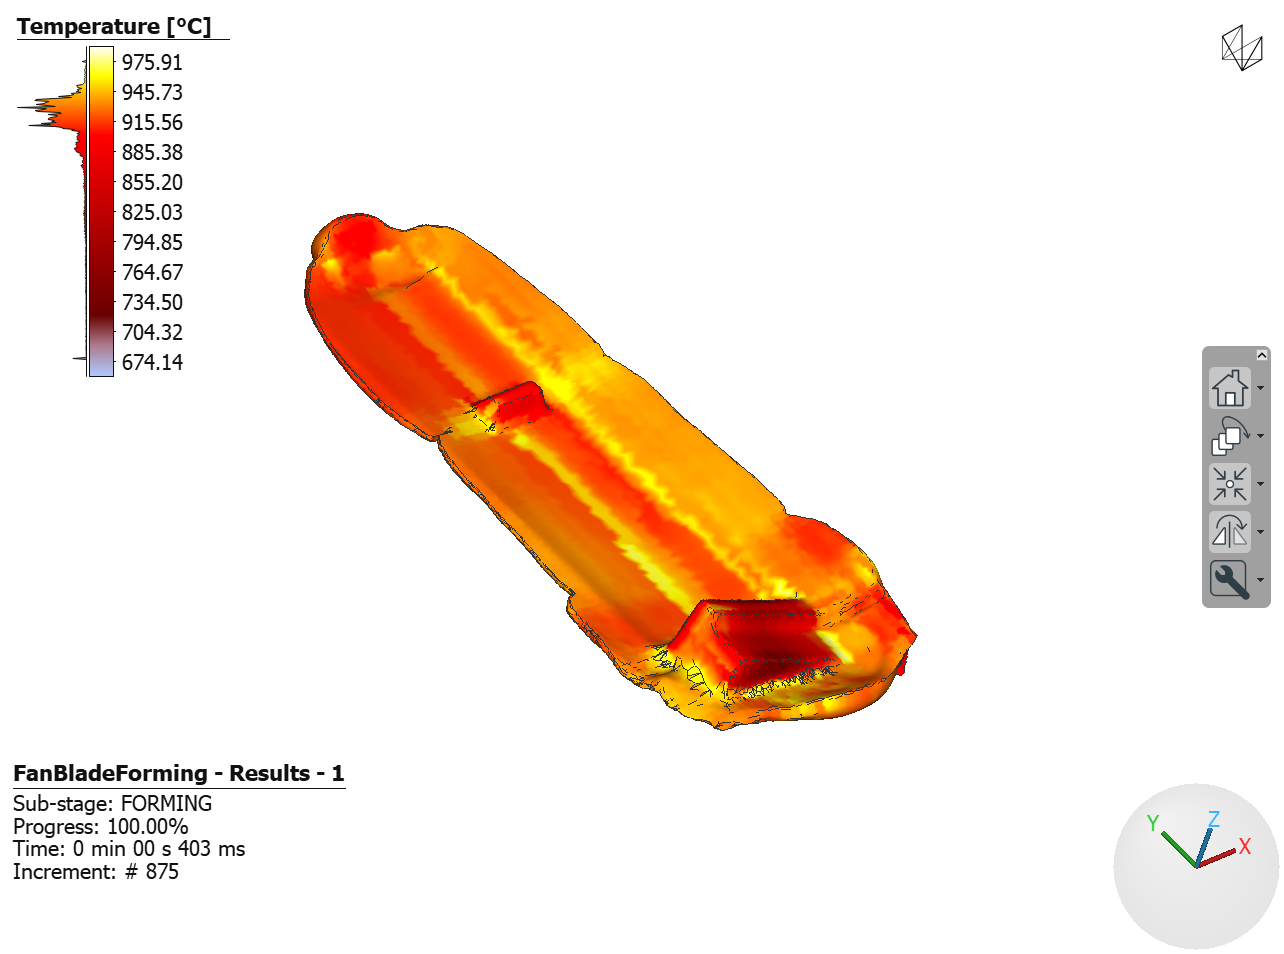 Temperature [°C]
975.91
945.73
915.56
885.38
855.20
825.03
794.85
764.67
734.50
704.32
674.14
FanBladeForming - Results - 1
Sub-stage: FORMING
Progress: 100.00%
Time: 0 min 00 s 403 ms
Increment: # 875
Y
Z
X